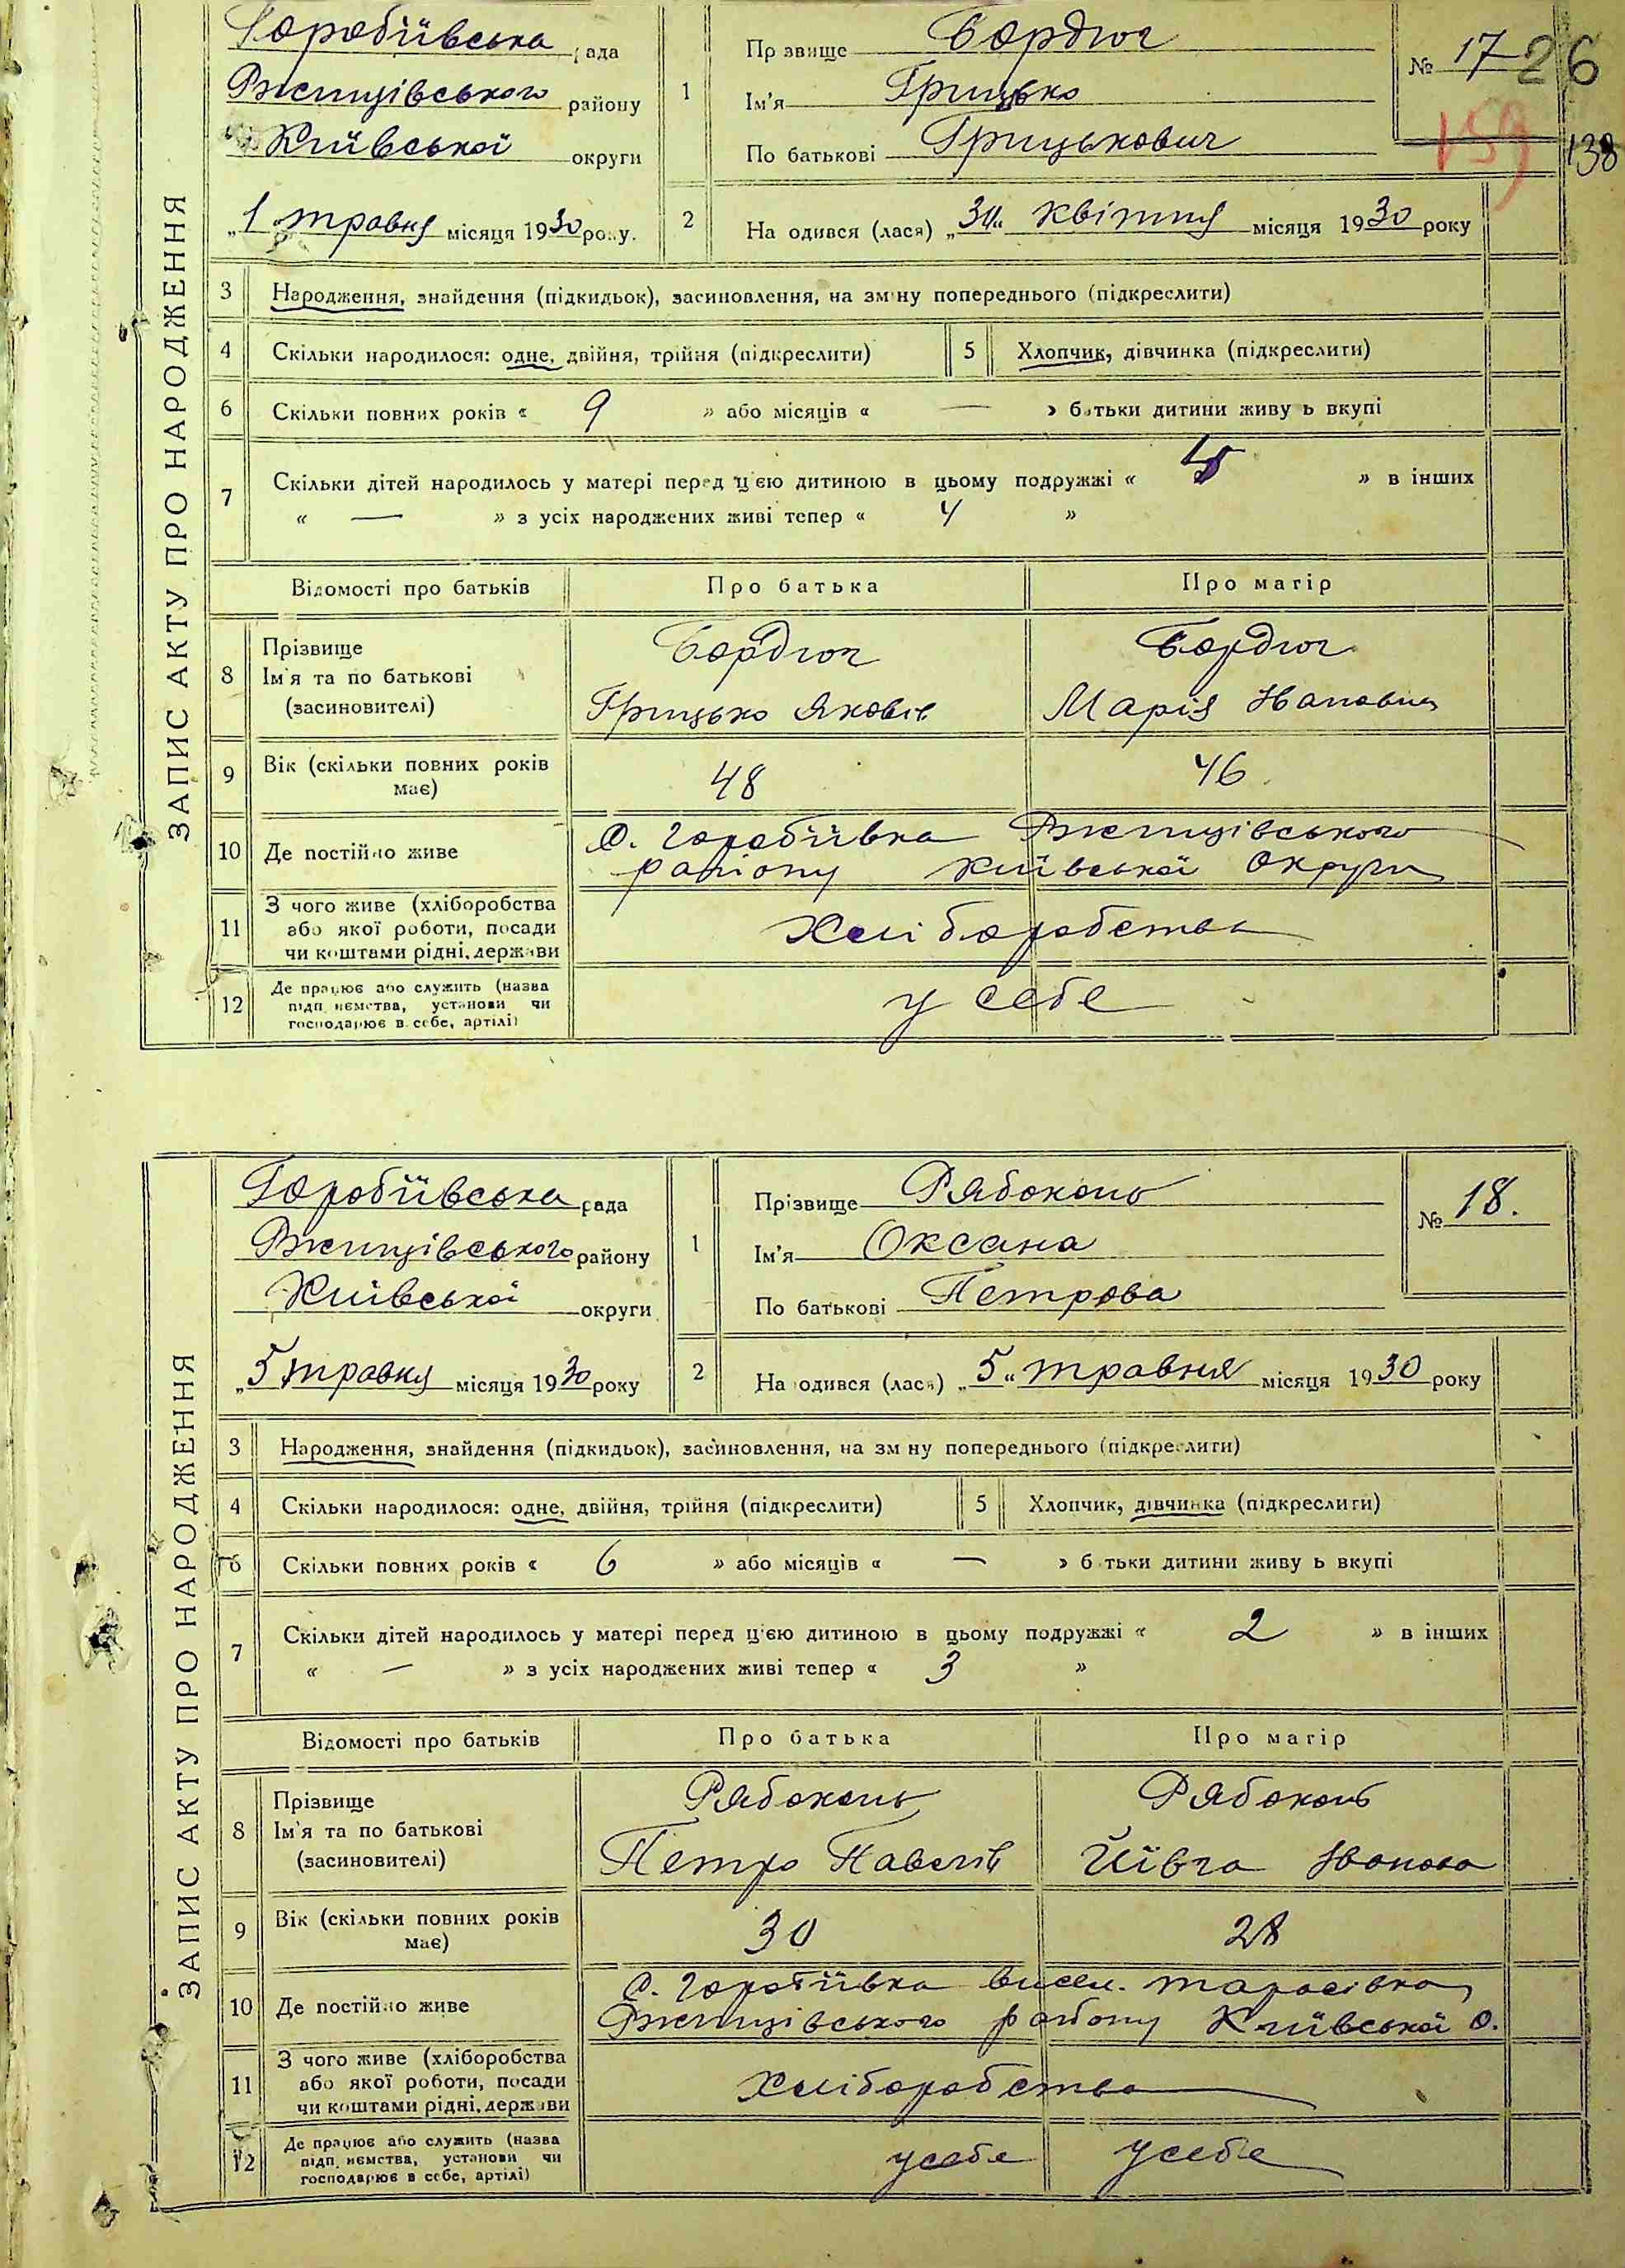 Горобіївська рада
Ржищівського району
Київської округи
„1 травня місяця 1930 року.
1
Прізвище Бордюг
Ім'я Грицько
По батькові Грицькович
№ 17
26
159
138
2 Народився (лася) „30“ квітня місяця 1930 року
ЗАПИС АКТУ ПРО НАРОДЖЕННЯ
3 Народження, знайдення (підкидьок), засиновлення, на зміну попереднього (підкреслити)
4 Скільки народилося: одне, двійня, трійня (підкреслити) 5 Хлопчик, дівчинка (підкреслити)
6 Скільки повних років « 9 » або місяців « — » батьки дитини живуть вкупі
7 Скільки дітей народилось у матері перед цією дитиною в цьому подружжі « » в інших
« — » з усіх народжених живі тепер « 4 »
Відомості про батьків Про батька Про матір
8 Прізвище
Ім'я та по батькові
(засиновителі)
Бордюг Бордюг
Грицько Яковів Марія Іванівна
9 Вік (скільки повних років має) 48 46
10 Де постійно живе с. Горобіївка Ржищівського
району Київської округи
11 З чого живе (хліборобства
або якої роботи, посади
чи коштами рідні, держави
Хліборобства
12 Де працює або служить (назва
підприємства, установи чи
господарює в себе, артілі)
у себе
Горобіївська рада
Ржищівського району
Київської округи
„5 травня місяця 1930 року
1
Прізвище Рябоконь
Ім'я Оксана
По батькові Петрова
№ 18.
2 Народився (лася) „5“ травня місяця 1930 року
ЗАПИС АКТУ ПРО НАРОДЖЕННЯ
3 Народження, знайдення (підкидьок), засиновлення, на зміну попереднього (підкреслити)
4 Скільки народилося: одне, двійня, трійня (підкреслити) 5 Хлопчик, дівчинка (підкреслити)
6 Скільки повних років « 6 » або місяців « — » батьки дитини живуть вкупі
7 Скільки дітей народилось у матері перед цією дитиною в цьому подружжі « 2 » в інших
« — » з усіх народжених живі тепер « 3 »
Відомості про батьків Про батька Про матір
8 Прізвище
Ім'я та по батькові
(засиновителі)
Рябоконь Рябоконь
Петро Павлів Ївга Іванова
9 Вік (скільки повних років має) 30 28
10 Де постійно живе с. Горобіївка висел. Тарасівка
Ржищівського району Київської о.
11 З чого живе (хліборобства
або якої роботи, посади
чи коштами рідні, держави
Хліборобства
12 Де працює або служить (назва
підприємства, установи чи
господарює в себе, артілі)
у себе у себе